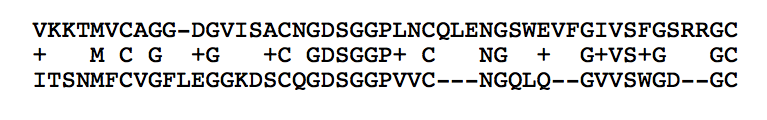 VKKTMVCAGG-DGVISACNGDSGGPLNCQLENGSWEVFGIVSFGSRRGC
+   M C G  +G   +C GDSGGP+ C   NG  +  G+VS+G   GC
ITSNMFCVGFLEGGKDSCQGDSGGPVVC---NGQLQ--GVVSWGD--GC